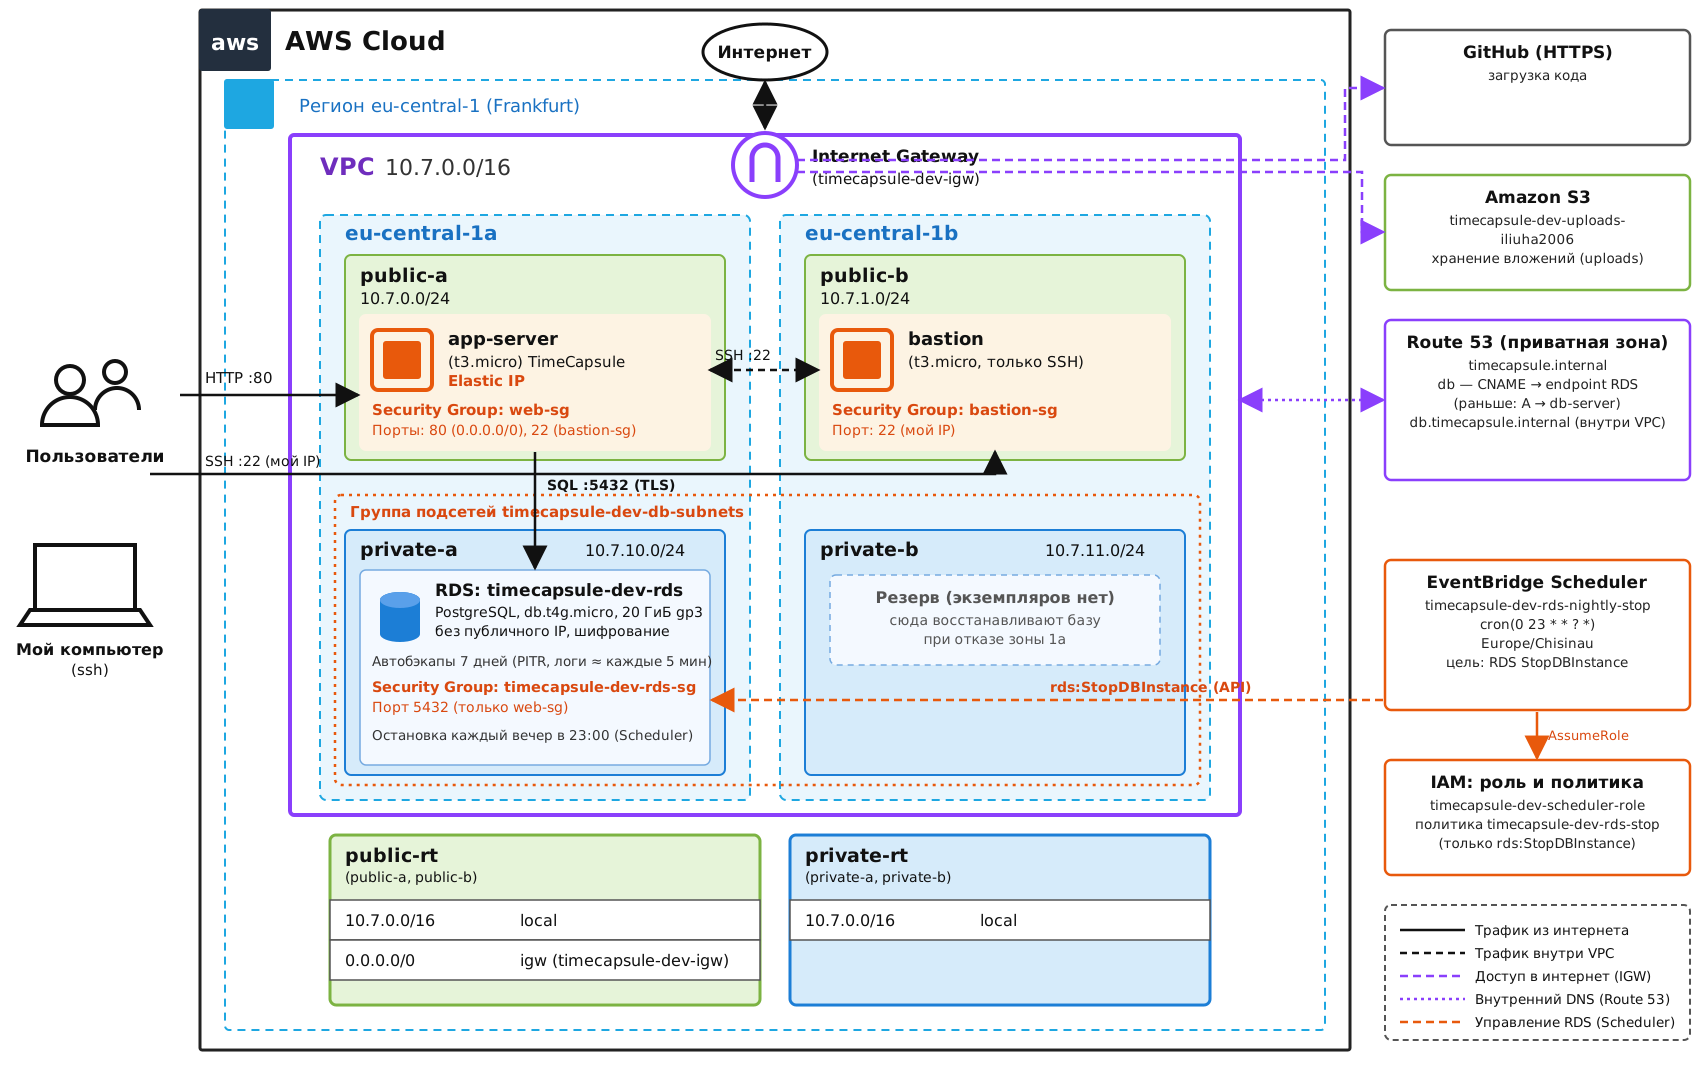 aws
AWS Cloud
Интернет
Регион eu-central-1 (Frankfurt)
VPC 10.7.0.0/16
Internet Gateway
(timecapsule-dev-igw)
eu-central-1a
public-a
10.7.0.0/24
app-server
(t3.micro) TimeCapsule
Elastic IP
Security Group: web-sg
Порты: 80 (0.0.0.0/0), 22 (bastion-sg)
SSH :22
eu-central-1b
public-b
10.7.1.0/24
bastion
(t3.micro, только SSH)
Security Group: bastion-sg
Порт: 22 (мой IP)
HTTP :80
Пользователи
SSH :22 (мой IP)
SQL :5432 (TLS)
Мой компьютер
(ssh)
Группа подсетей timecapsule-dev-db-subnets
private-a 10.7.10.0/24
RDS: timecapsule-dev-rds
PostgreSQL, db.t4g.micro, 20 ГиБ gp3
без публичного IP, шифрование
Автобэкапы 7 дней (PITR, логи ≈ каждые 5 мин)
Security Group: timecapsule-dev-rds-sg
Порт 5432 (только web-sg)
Остановка каждый вечер в 23:00 (Scheduler)
private-b 10.7.11.0/24
Резерв (экземпляров нет)
сюда восстанавливают базу
при отказе зоны 1a
rds:StopDBInstance (API)
public-rt
(public-a, public-b)
10.7.0.0/16 local
0.0.0.0/0 igw (timecapsule-dev-igw)
private-rt
(private-a, private-b)
10.7.0.0/16 local
GitHub (HTTPS)
загрузка кода
Amazon S3
timecapsule-dev-uploads-
iliuha2006
хранение вложений (uploads)
Route 53 (приватная зона)
timecapsule.internal
db — CNAME → endpoint RDS
(раньше: A → db-server)
db.timecapsule.internal (внутри VPC)
EventBridge Scheduler
timecapsule-dev-rds-nightly-stop
cron(0 23 * * ? *)
Europe/Chisinau
цель: RDS StopDBInstance
AssumeRole
IAM: роль и политика
timecapsule-dev-scheduler-role
политика timecapsule-dev-rds-stop
(только rds:StopDBInstance)
Трафик из интернета
Трафик внутри VPC
Доступ в интернет (IGW)
Внутренний DNS (Route 53)
Управление RDS (Scheduler)